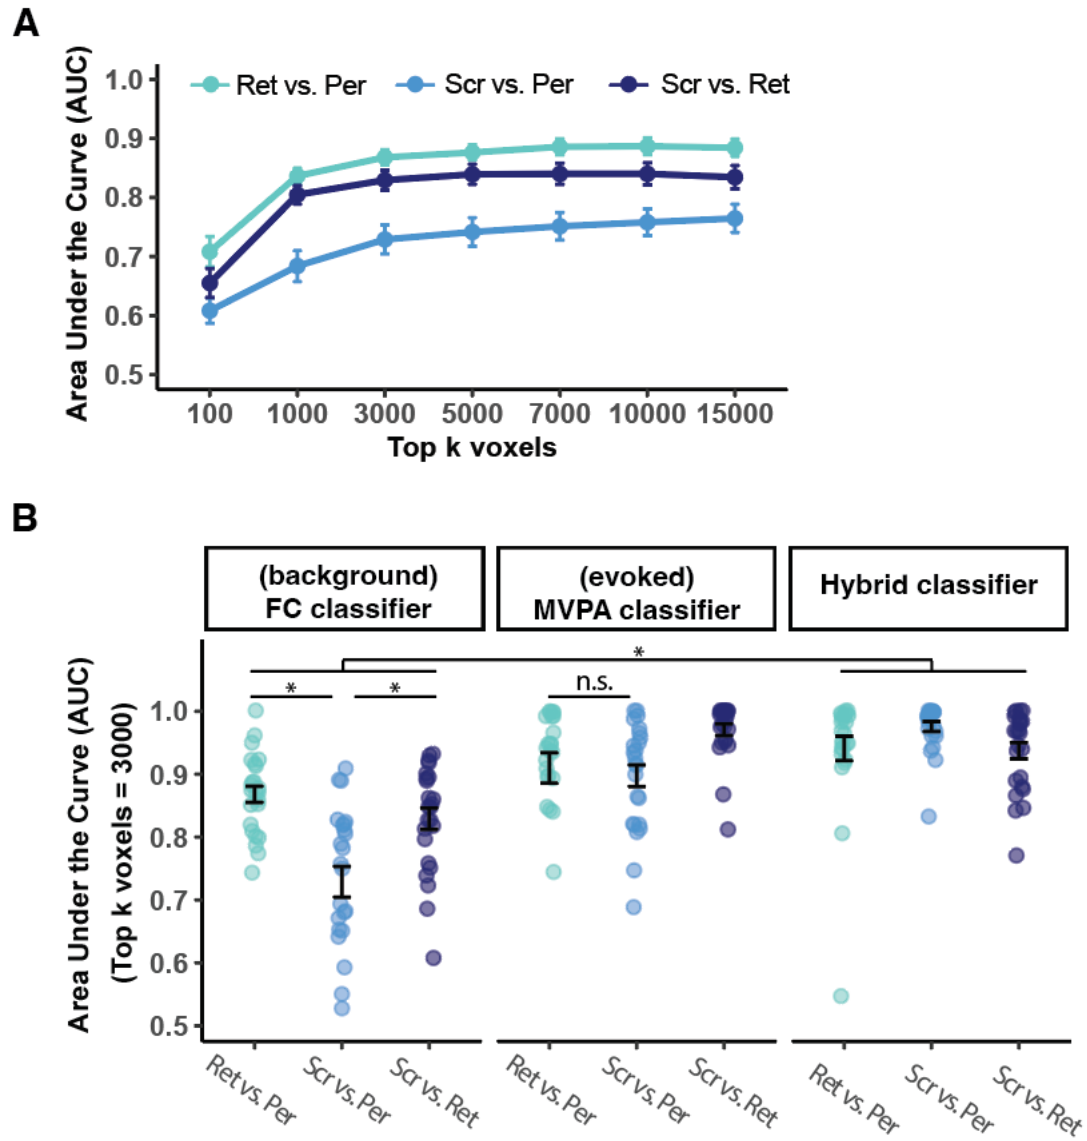 A
Area Under the Curve (AUC)
1.0
0.9
0.8
0.7
0.6
0.5
Ret vs. Per
Scr vs. Per
Scr vs. Ret
100 1000 3000 5000 7000 10000 15000
Top k voxels
B
(background)
FC classifier
(evoked)
MVPA classifier
Hybrid classifier
Area Under the Curve (AUC)
(Top k voxels = 3000)
1.0
0.9
0.8
0.7
0.6
0.5
*
* *
n.s.
Ret vs. Per
Scr vs. Per
Scr vs. Ret
Ret vs. Per
Scr vs. Per
Scr vs. Ret
Ret vs. Per
Scr vs. Per
Scr vs. Ret